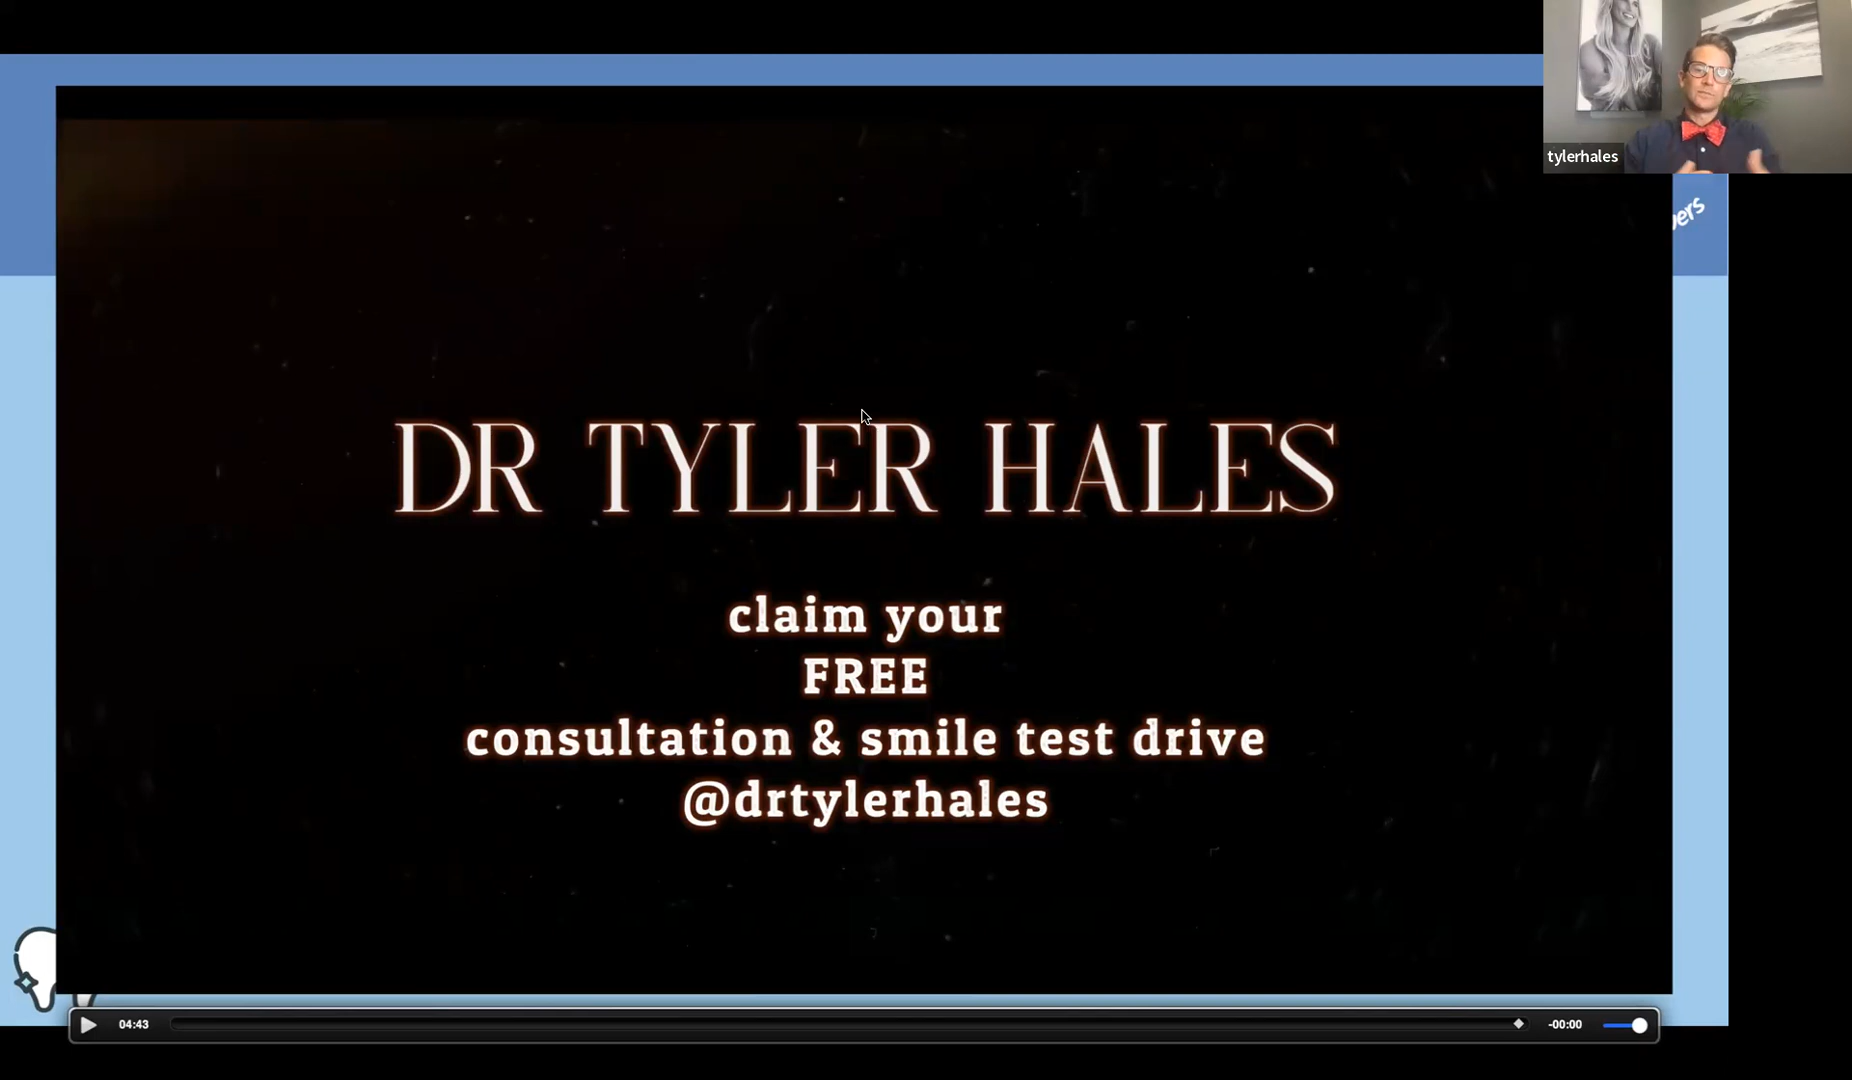 tylerhales
DR TYLER HALES
claim your
FREE
consultation & smile test drive
@drtylerhales
04:43
-00:00